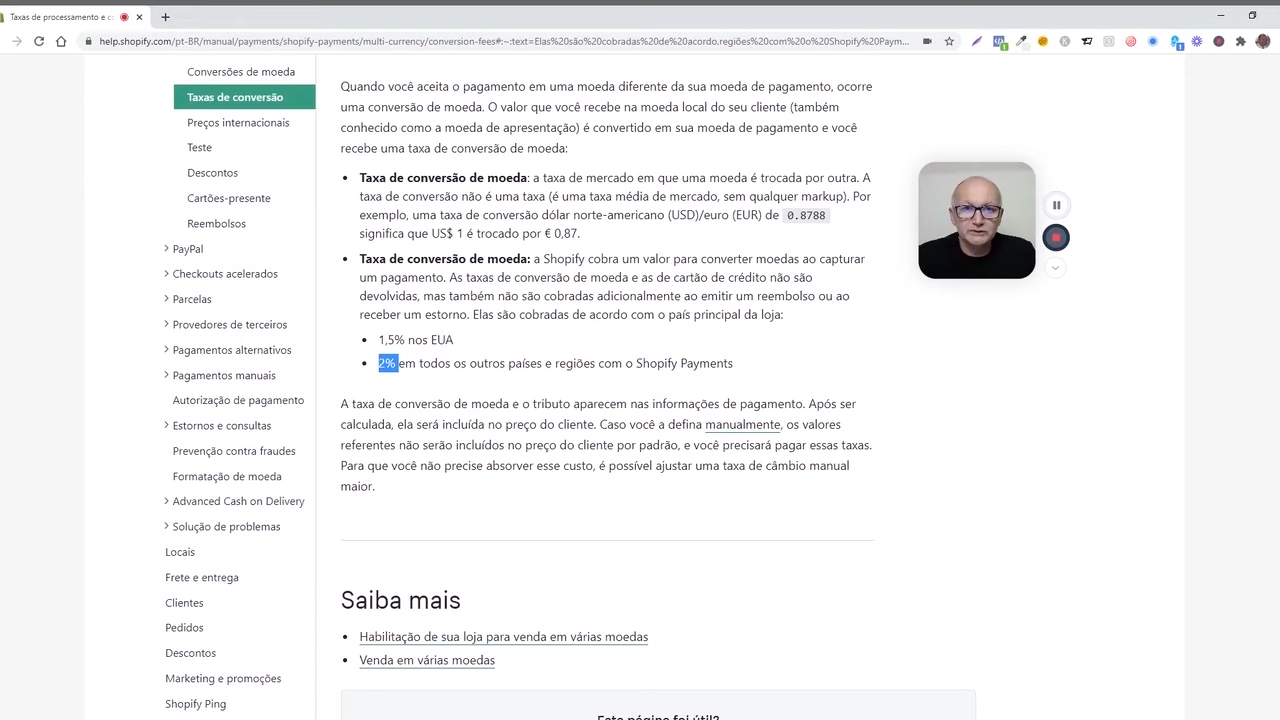 Taxas de processamento e c
help.shopify.com/pt-BR/manual/payments/shopify-payments/multi-currency/conversion-fees#:~:text=Elas%20são%20cobradas%20de%20acordo,regiões%20com%20o%20Shopify%20Paym...
Conversões de moeda
Taxas de conversão
Preços internacionais
Teste
Descontos
Cartões-presente
Reembolsos
PayPal
Checkouts acelerados
Parcelas
Provedores de terceiros
Pagamentos alternativos
Pagamentos manuais
Autorização de pagamento
Estornos e consultas
Prevenção contra fraudes
Formatação de moeda
Advanced Cash on Delivery
Solução de problemas
Locais
Frete e entrega
Clientes
Pedidos
Descontos
Marketing e promoções
Shopify Ping
Quando você aceita o pagamento em uma moeda diferente da sua moeda de pagamento, ocorre
uma conversão de moeda. O valor que você recebe na moeda local do seu cliente (também
conhecido como a moeda de apresentação) é convertido em sua moeda de pagamento e você
recebe uma taxa de conversão de moeda:
• Taxa de conversão de moeda: a taxa de mercado em que uma moeda é trocada por outra. A
taxa de conversão não é uma taxa (é uma taxa média de mercado, sem qualquer markup). Por
exemplo, uma taxa de conversão dólar norte-americano (USD)/euro (EUR) de 0.8788
significa que US$ 1 é trocado por € 0,87.
• Taxa de conversão de moeda: a Shopify cobra um valor para converter moedas ao capturar
um pagamento. As taxas de conversão de moeda e as de cartão de crédito não são
devolvidas, mas também não são cobradas adicionalmente ao emitir um reembolso ou ao
receber um estorno. Elas são cobradas de acordo com o país principal da loja:
• 1,5% nos EUA
• 2% em todos os outros países e regiões com o Shopify Payments
A taxa de conversão de moeda e o tributo aparecem nas informações de pagamento. Após ser
calculada, ela será incluída no preço do cliente. Caso você a defina manualmente, os valores
referentes não serão incluídos no preço do cliente por padrão, e você precisará pagar essas taxas.
Para que você não precise absorver esse custo, é possível ajustar uma taxa de câmbio manual
maior.
Saiba mais
• Habilitação de sua loja para venda em várias moedas
• Venda em várias moedas
Esta página foi útil?